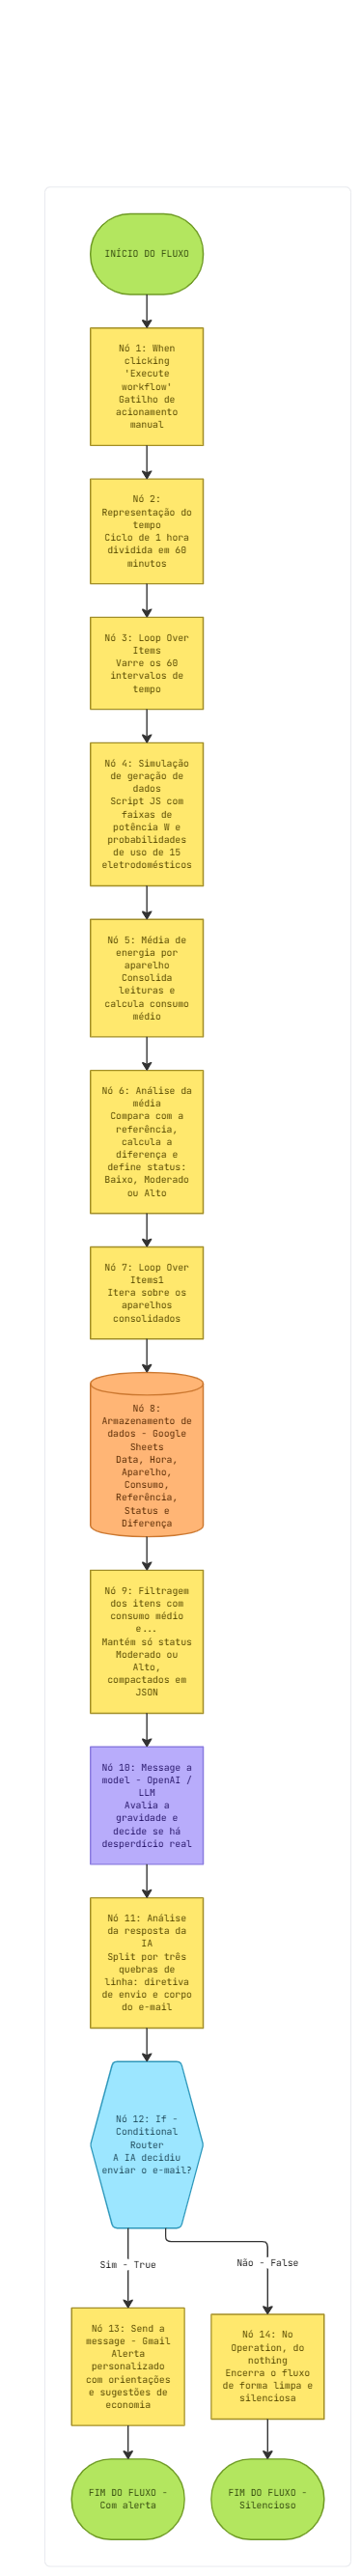 INÍCIO DO FLUXO
Nó 1: When
clicking
'Execute
workflow'
Gatilho de
acionamento
manual
Nó 2:
Representação do
tempo
Ciclo de 1 hora
dividida em 60
minutos
Nó 3: Loop Over
Items
Varre os 60
intervalos de
tempo
Nó 4: Simulação
de geração de
dados
Script JS com
faixas de
potência W e
probabilidades
de uso de 15
eletrodomésticos
Nó 5: Média de
energia por
aparelho
Consolida
leituras e
calcula consumo
médio
Nó 6: Análise da
média
Compara com a
referência,
calcula a
diferença e
define status:
Baixo, Moderado
ou Alto
Nó 7: Loop Over
Items1
Itera sobre os
aparelhos
consolidados
Nó 8:
Armazenamento de
dados - Google
Sheets
Data, Hora,
Aparelho,
Consumo,
Referência,
Status e
Diferença
Nó 9: Filtragem
dos itens com
consumo médio
e...
Mantém só status
Moderado ou
Alto,
compactados em
JSON
Nó 10: Message a
model - OpenAI /
LLM
Avalia a
gravidade e
decide se há
desperdício real
Nó 11: Análise
da resposta da
IA
Split por três
quebras de
linha: diretiva
de envio e corpo
do e-mail
Nó 12: If -
Conditional
Router
A IA decidiu
enviar o e-mail?
Sim - True
Não - False
Nó 13: Send a
message - Gmail
Alerta
personalizado
com orientações
e sugestões de
economia
Nó 14: No
Operation, do
nothing
Encerra o fluxo
de forma limpa e
silenciosa
FIM DO FLUXO -
Com alerta
FIM DO FLUXO -
Silencioso